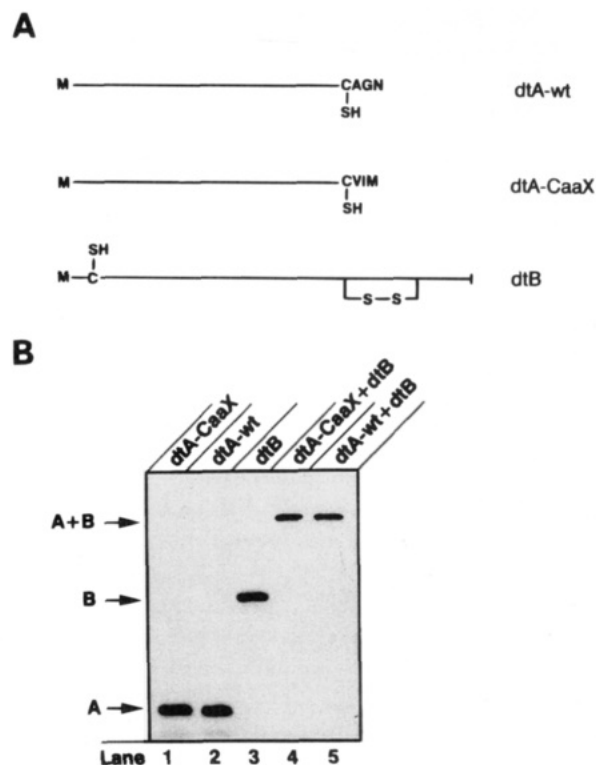 A
M CAGN dtA-wt
SH
M CVIM dtA-CaaX
SH
SH
M C dtB
S S
B
dtA-CaaX
dtA-wt
dtB
dtA-CaaX+dtB
dtA-wt+dtB
A+B
B
A
Lane 1 2 3 4 5